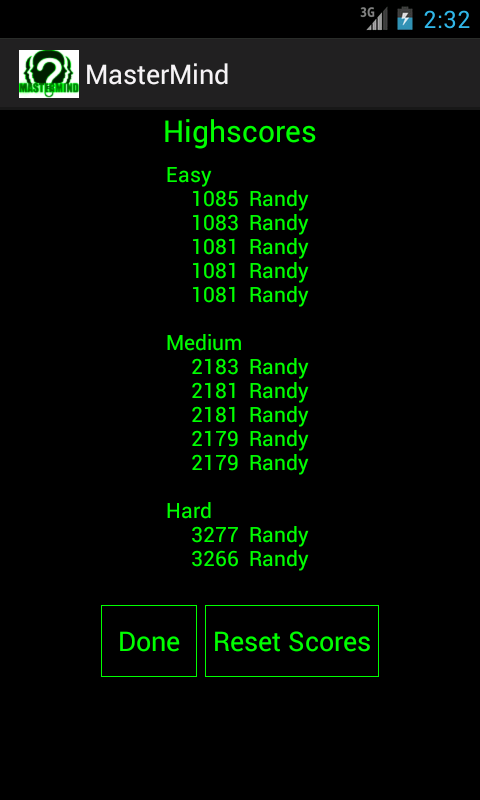 3G 2:32
MASTERMIND MasterMind
Highscores
Easy
1085 Randy
1083 Randy
1081 Randy
1081 Randy
1081 Randy
Medium
2183 Randy
2181 Randy
2181 Randy
2179 Randy
2179 Randy
Hard
3277 Randy
3266 Randy
Done Reset Scores